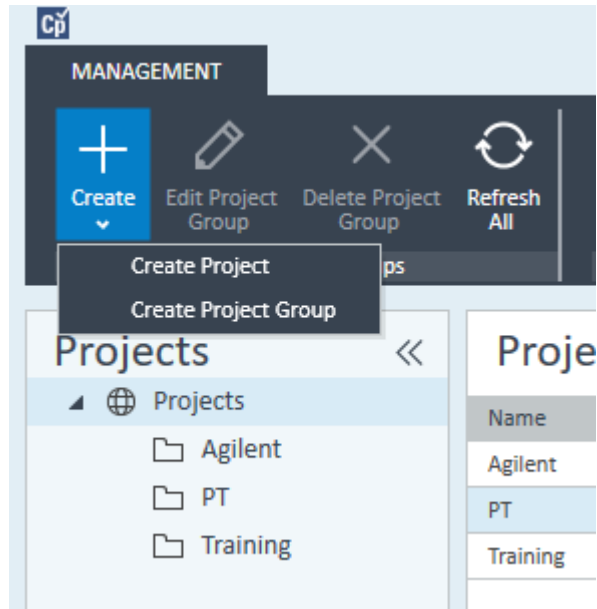 Cp
MANAGEMENT
Create
Edit Project
Group
Delete Project
Group
Refresh
All
Create Project
Create Project Group
ps
Projects
Proje
Projects
Agilent
PT
Training
Name
Agilent
PT
Training